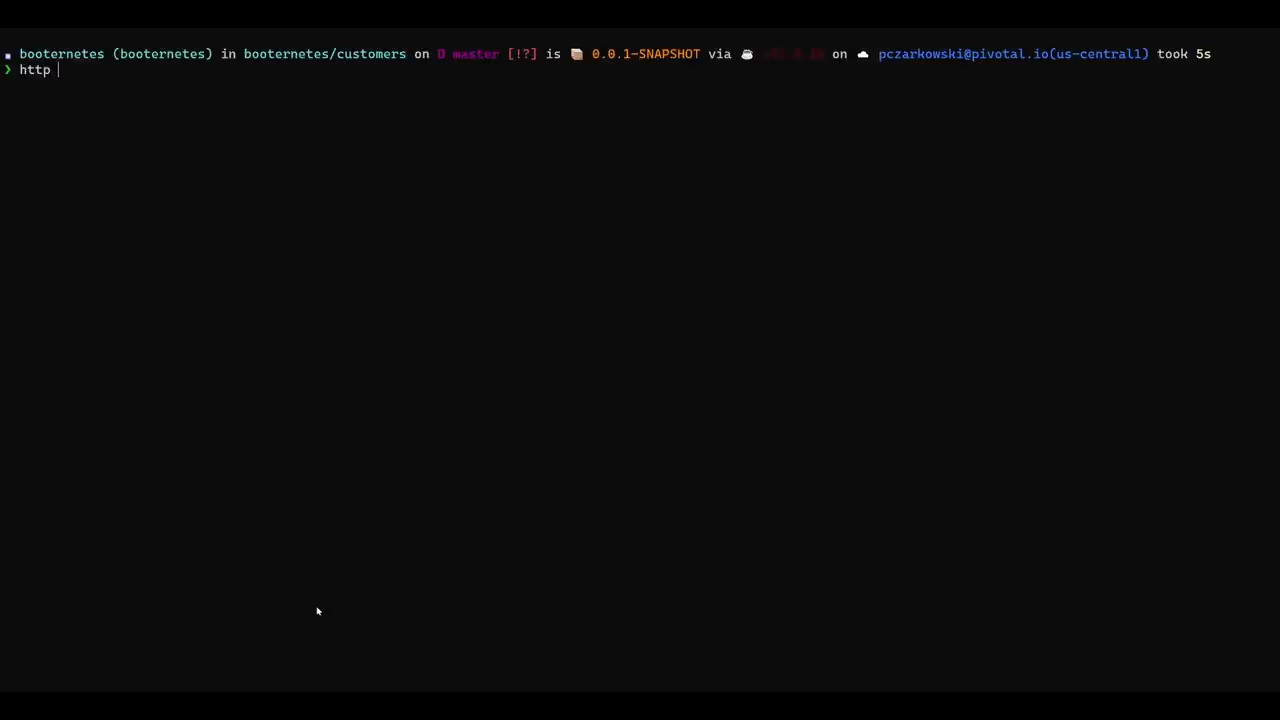 booternetes (booternetes) in booternetes/customers on master [!?] is 0.0.1-SNAPSHOT via on pczarkowski@pivotal.io(us-central1) took 5s
❯ http